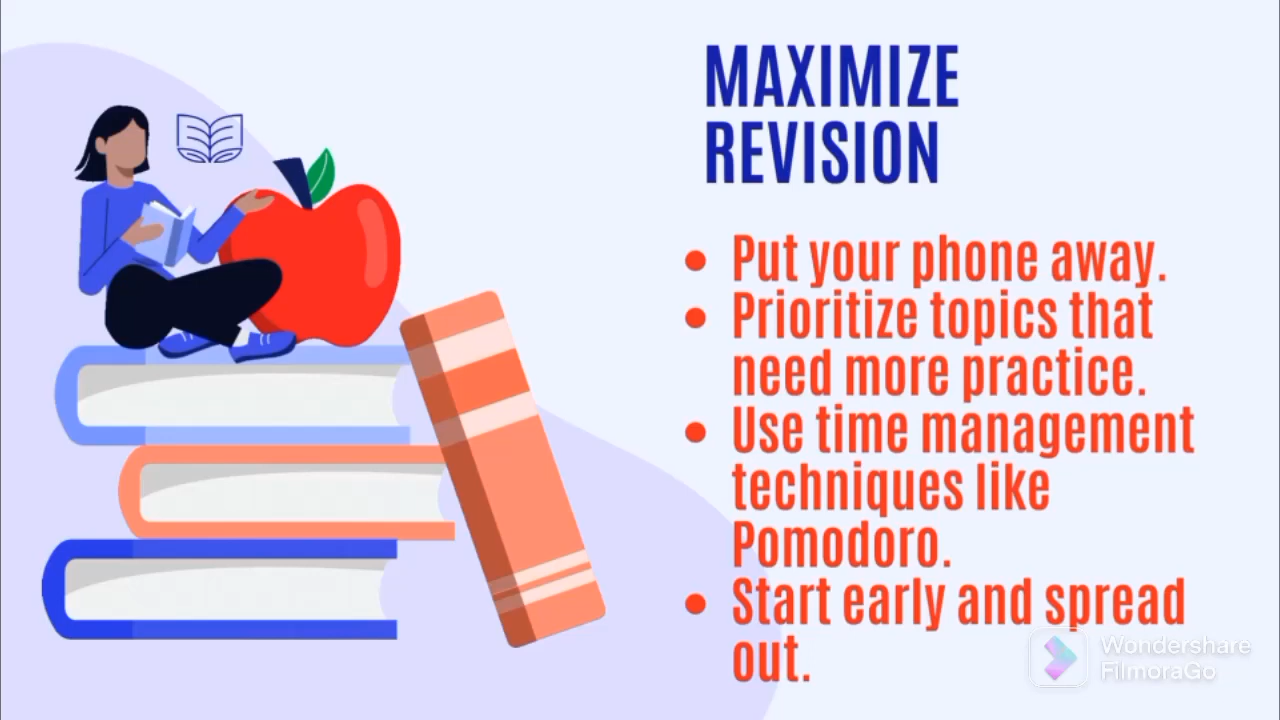 MAXIMIZE
REVISION
Put your phone away.
Prioritize topics that
need more practice.
Use time management
techniques like
Pomodoro.
Start early and spread
out.
Wondershare
FilmoraGo